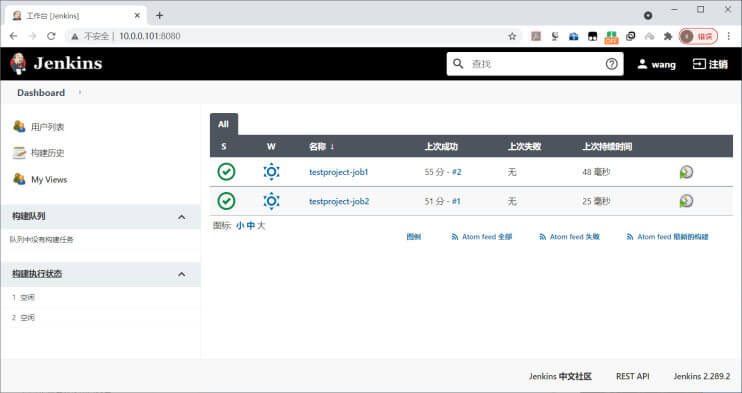 工作台 [Jenkins]
不安全 | 10.0.0.101:8080
错误
Jenkins
查找
wang
注销
Dashboard
用户列表
构建历史
My Views
构建队列
队列中没有构建任务
构建执行状态
1 空闲
2 空闲
All
S W 名称 ↓ 上次成功 上次失败 上次持续时间
testproject-job1 55 分 - #2 无 48 毫秒
testproject-job2 51 分 - #1 无 25 毫秒
图标: 小 中 大
图例 Atom feed 全部 Atom feed 失败 Atom feed 最新的构建
Jenkins 中文社区 REST API Jenkins 2.289.2